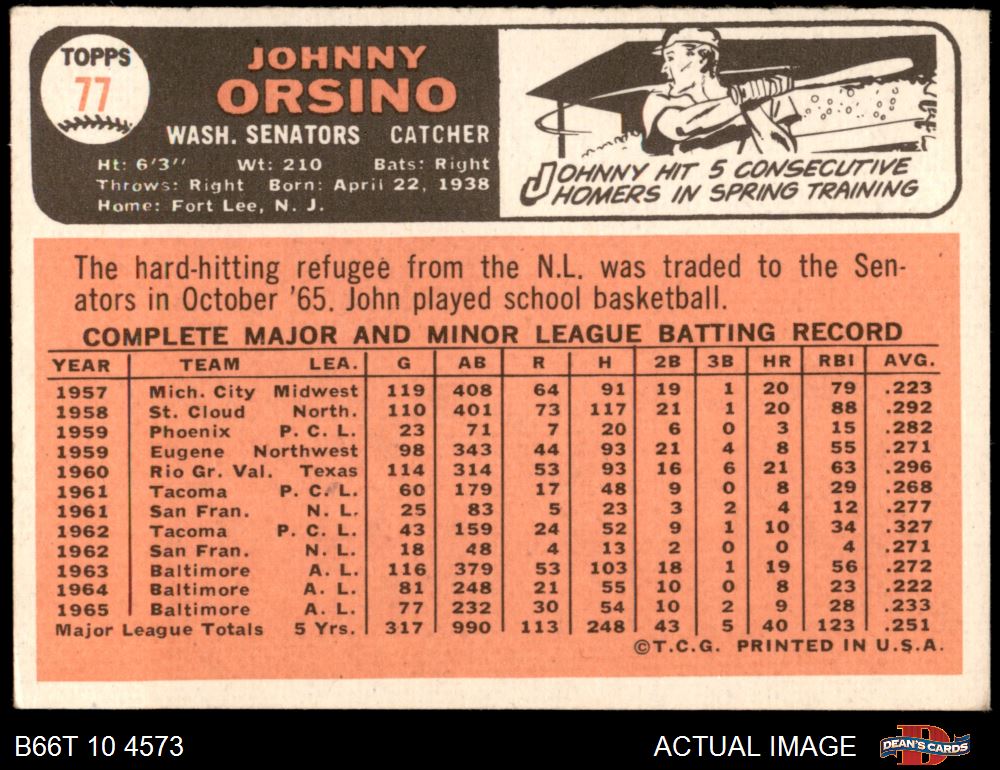 TOPPS
77
JOHNNY
ORSINO
WASH. SENATORS CATCHER
Ht: 6'3" Wt: 210 Bats: Right
Throws: Right Born: April 22, 1938
Home: Fort Lee, N. J.
JOHNNY HIT 5 CONSECUTIVE
HOMERS IN SPRING TRAINING
The hard-hitting refugee from the N.L. was traded to the Sen-
ators in October '65. John played school basketball.
COMPLETE MAJOR AND MINOR LEAGUE BATTING RECORD
YEAR TEAM LEA. G AB R H 2B 3B HR RBI AVG.
1957 Mich. City Midwest 119 408 64 91 19 1 20 79 .223
1958 St. Cloud North. 110 401 73 117 21 1 20 88 .292
1959 Phoenix P. C. L. 23 71 7 20 6 0 3 15 .282
1959 Eugene Northwest 98 343 44 93 21 4 8 55 .271
1960 Rio Gr. Val. Texas 114 314 53 93 16 6 21 63 .296
1961 Tacoma P. C. L. 60 179 17 48 9 0 8 29 .268
1961 San Fran. N. L. 25 83 5 23 3 2 4 12 .277
1962 Tacoma P. C. L. 43 159 24 52 9 1 10 34 .327
1962 San Fran. N. L. 18 48 4 13 2 0 0 4 .271
1963 Baltimore A. L. 116 379 53 103 18 1 19 56 .272
1964 Baltimore A. L. 81 248 21 55 10 0 8 23 .222
1965 Baltimore A. L. 77 232 30 54 10 2 9 28 .233
Major League Totals 5 Yrs. 317 990 113 248 43 5 40 123 .251
©T.C.G. PRINTED IN U.S.A.
B66T 10 4573 ACTUAL IMAGE
DEAN'S CARDS